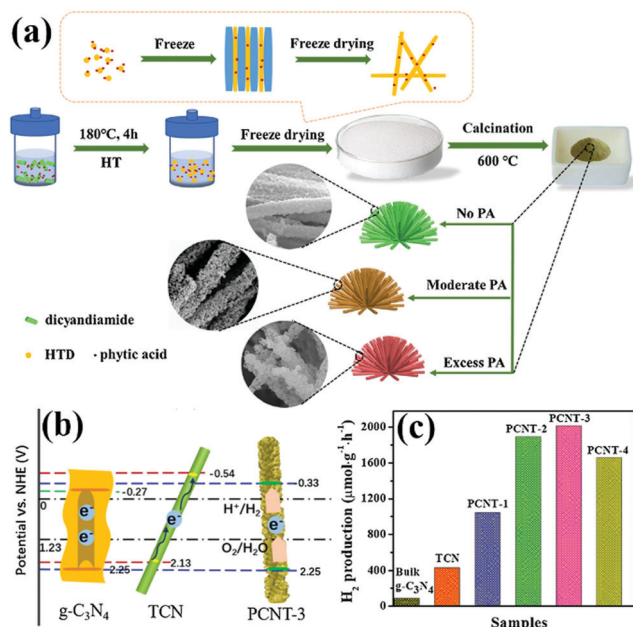 (a)
Freeze
Freeze drying
180°C, 4h
HT
Freeze drying
Calcination
600 °C
No PA
Moderate PA
Excess PA
dicyandiamide
HTD
phytic acid
(b)
Potential vs. NHE (V)
0
1.23
-0.27
2.25
e-
e-
g-C3N4
-0.54
e-
2.13
TCN
0.33
H+/H2
e-
O2/H2O
2.25
PCNT-3
(c)
H2 production (μmol·g-1·h-1)
2000
1600
1200
800
400
0
Bulk
g-C3N4
TCN
PCNT-1
PCNT-2
PCNT-3
PCNT-4
Samples